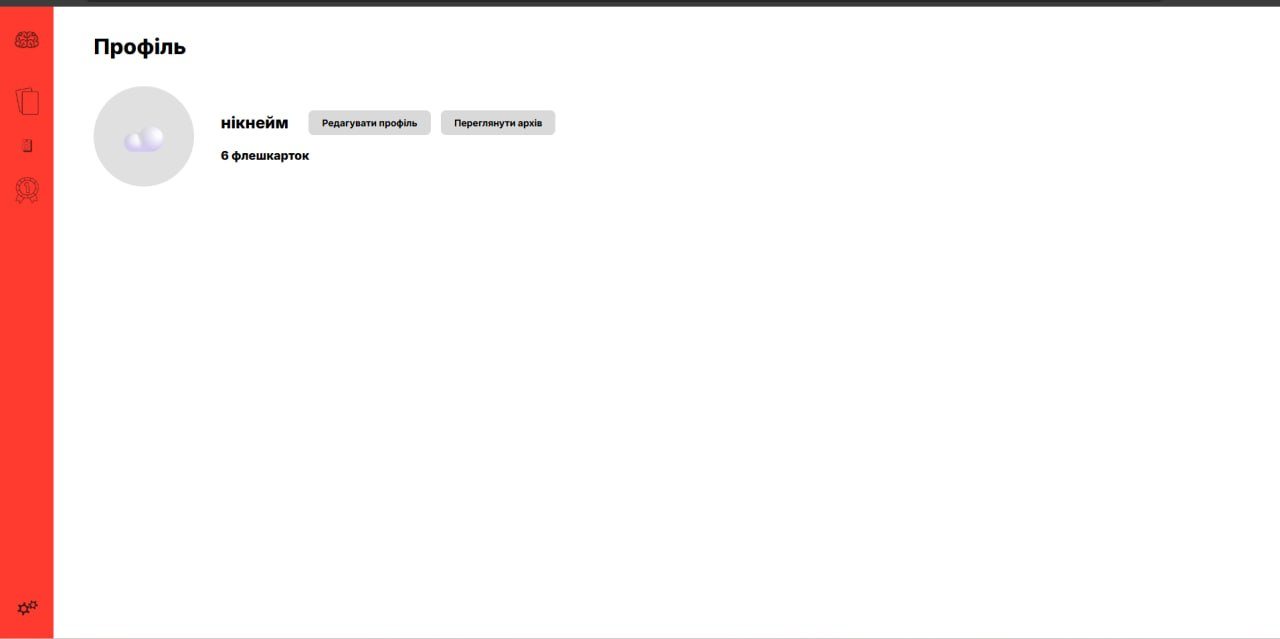 Профіль
нікнейм
Редагувати профіль
Переглянути архів
6 флешкарток